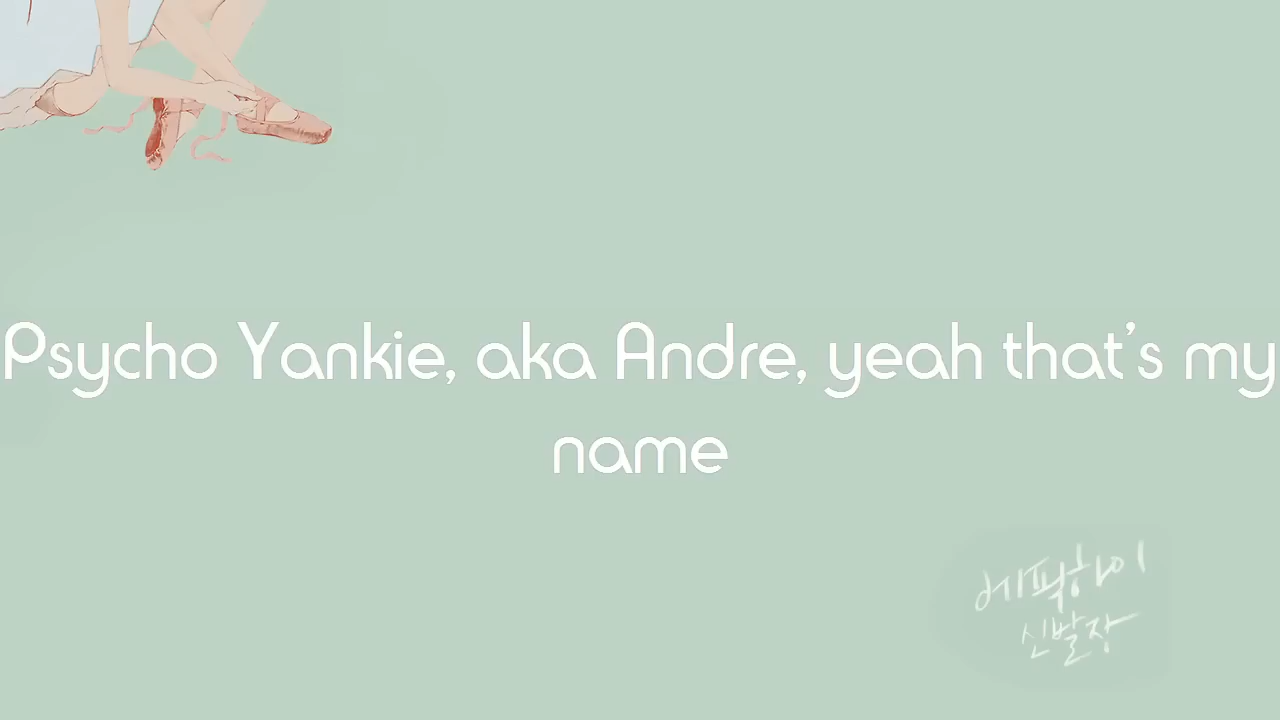 Psycho Yankie, aka Andre, yeah that's my
name
에픽하이
신발장